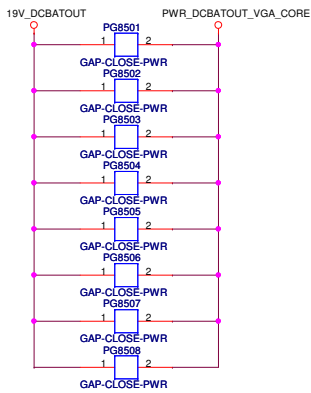 19V_DCBATOUT PWR_DCBATOUT_VGA_CORE
PG8501
1 2
GAP-CLOSE-PWR
PG8502
1 2
GAP-CLOSE-PWR
PG8503
1 2
GAP-CLOSE-PWR
PG8504
1 2
GAP-CLOSE-PWR
PG8505
1 2
GAP-CLOSE-PWR
PG8506
1 2
GAP-CLOSE-PWR
PG8507
1 2
GAP-CLOSE-PWR
PG8508
1 2
GAP-CLOSE-PWR